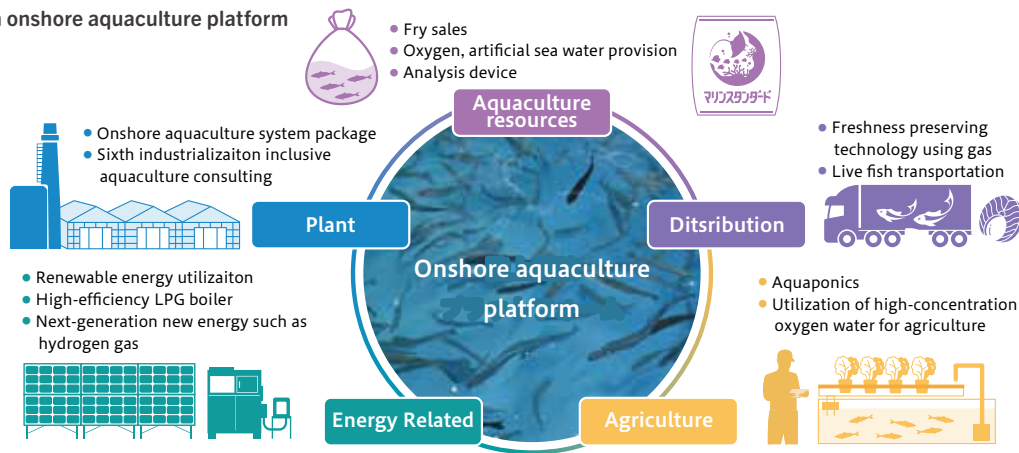 onshore aquaculture platform
• Fry sales
• Oxygen, artificial sea water provision
• Analysis device
マリンスタンダード
Aquaculture
resources
• Onshore aquaculture system package
• Sixth industrializaiton inclusive
aquaculture consulting
Plant
• Freshness preserving
technology using gas
• Live fish transportation
Ditsribution
Onshore aquaculture
platform
• Renewable energy utilizaiton
• High-efficiency LPG boiler
• Next-generation new energy such as
hydrogen gas
Energy Related
• Aquaponics
• Utilization of high-concentration
oxygen water for agriculture
Agriculture